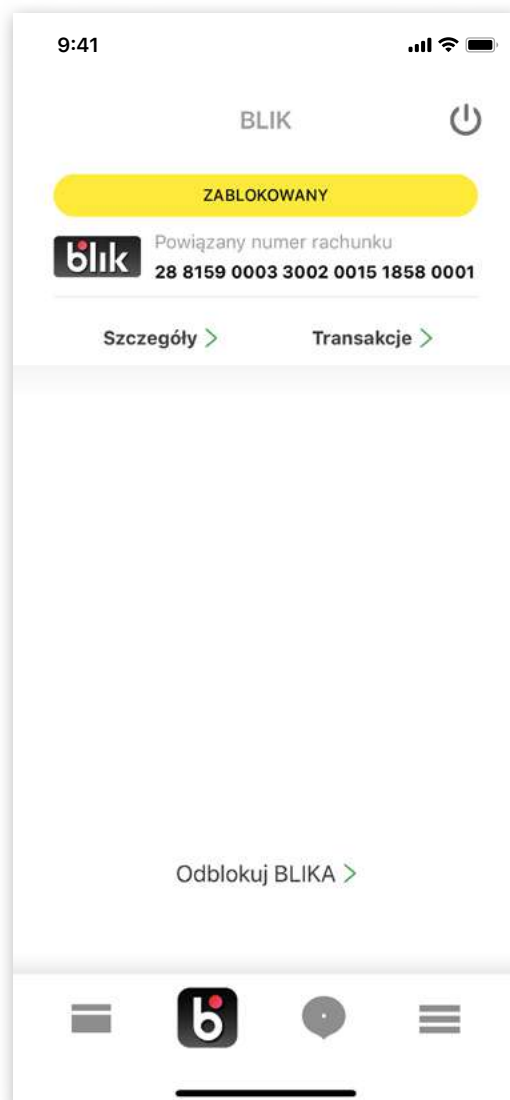 9:41
BLIK
ZABLOKOWANY
blik
Powiązany numer rachunku
28 8159 0003 3002 0015 1858 0001
Szczegóły >
Transakcje >
Odblokuj BLIKA >
b